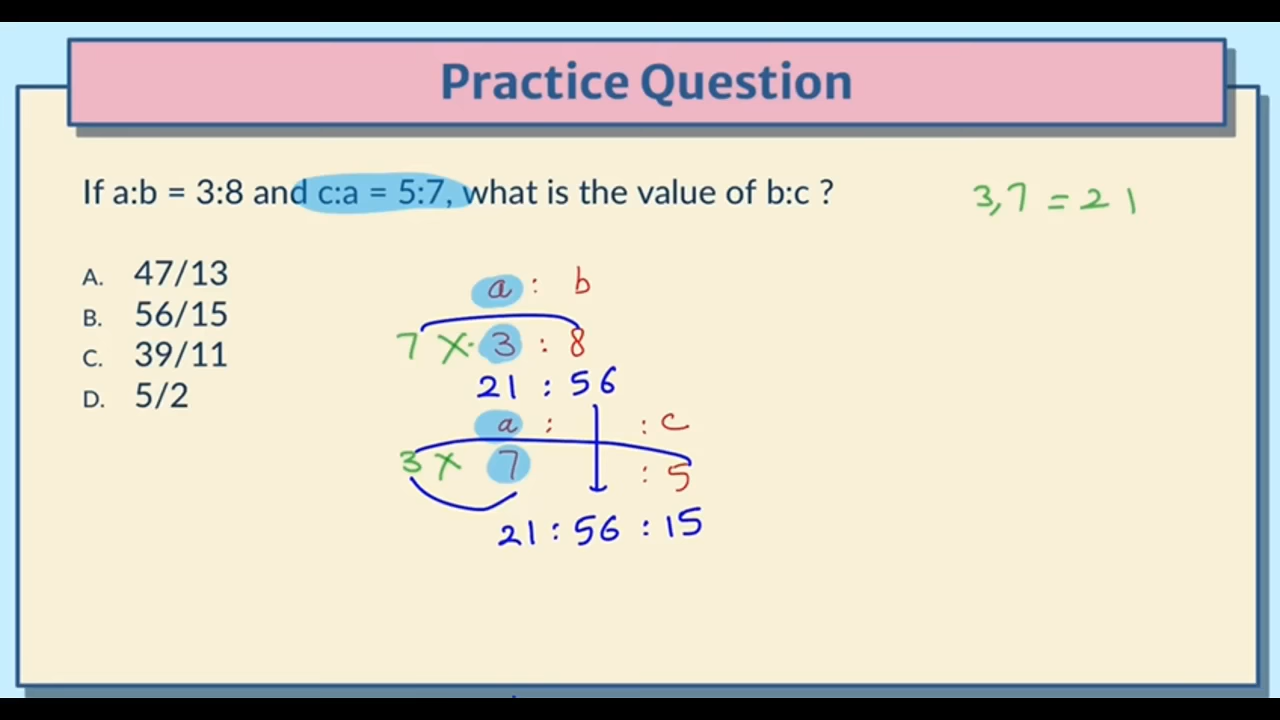 Practice Question
If a:b = 3:8 and c:a = 5:7, what is the value of b:c ?
3,7 = 21
A. 47/13
B. 56/15
C. 39/11
D. 5/2
a : b
7 X 3 : 8
21 : 56
a : : c
3 X 7 : 5
21 : 56 : 15